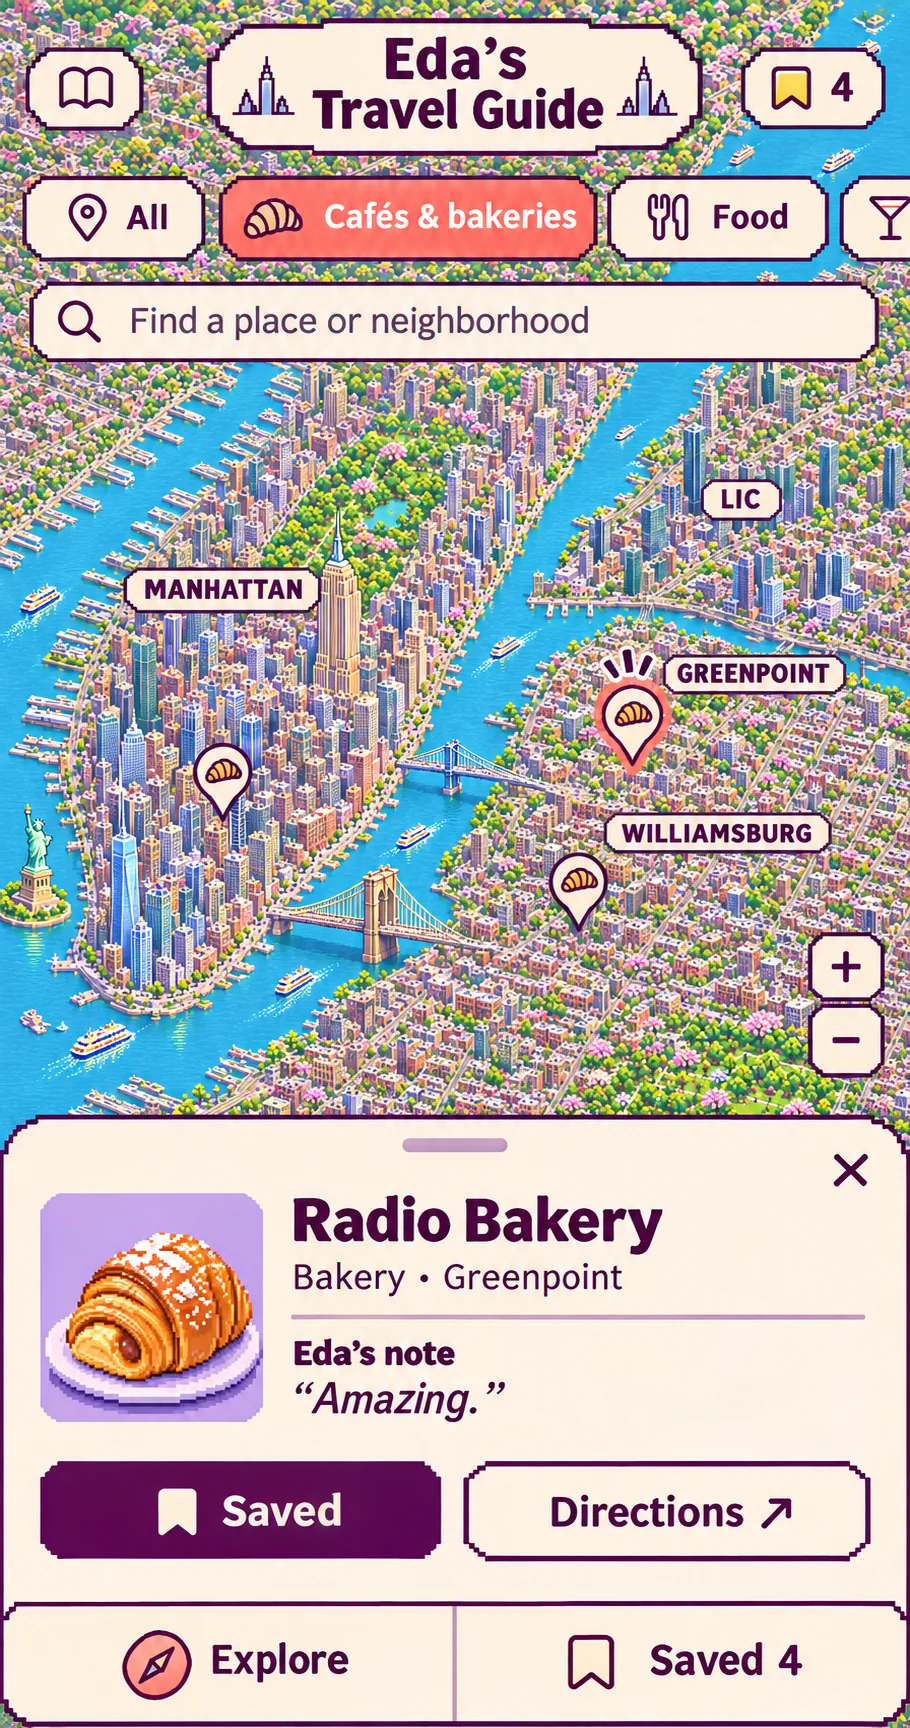 Eda’s
Travel Guide
4
All
Cafés & bakeries
Food
Find a place or neighborhood
LIC
MANHATTAN
GREENPOINT
WILLIAMSBURG
+
−
Radio Bakery
Bakery • Greenpoint
Eda’s note
“Amazing.”
Saved
Directions ↗
Explore
Saved 4